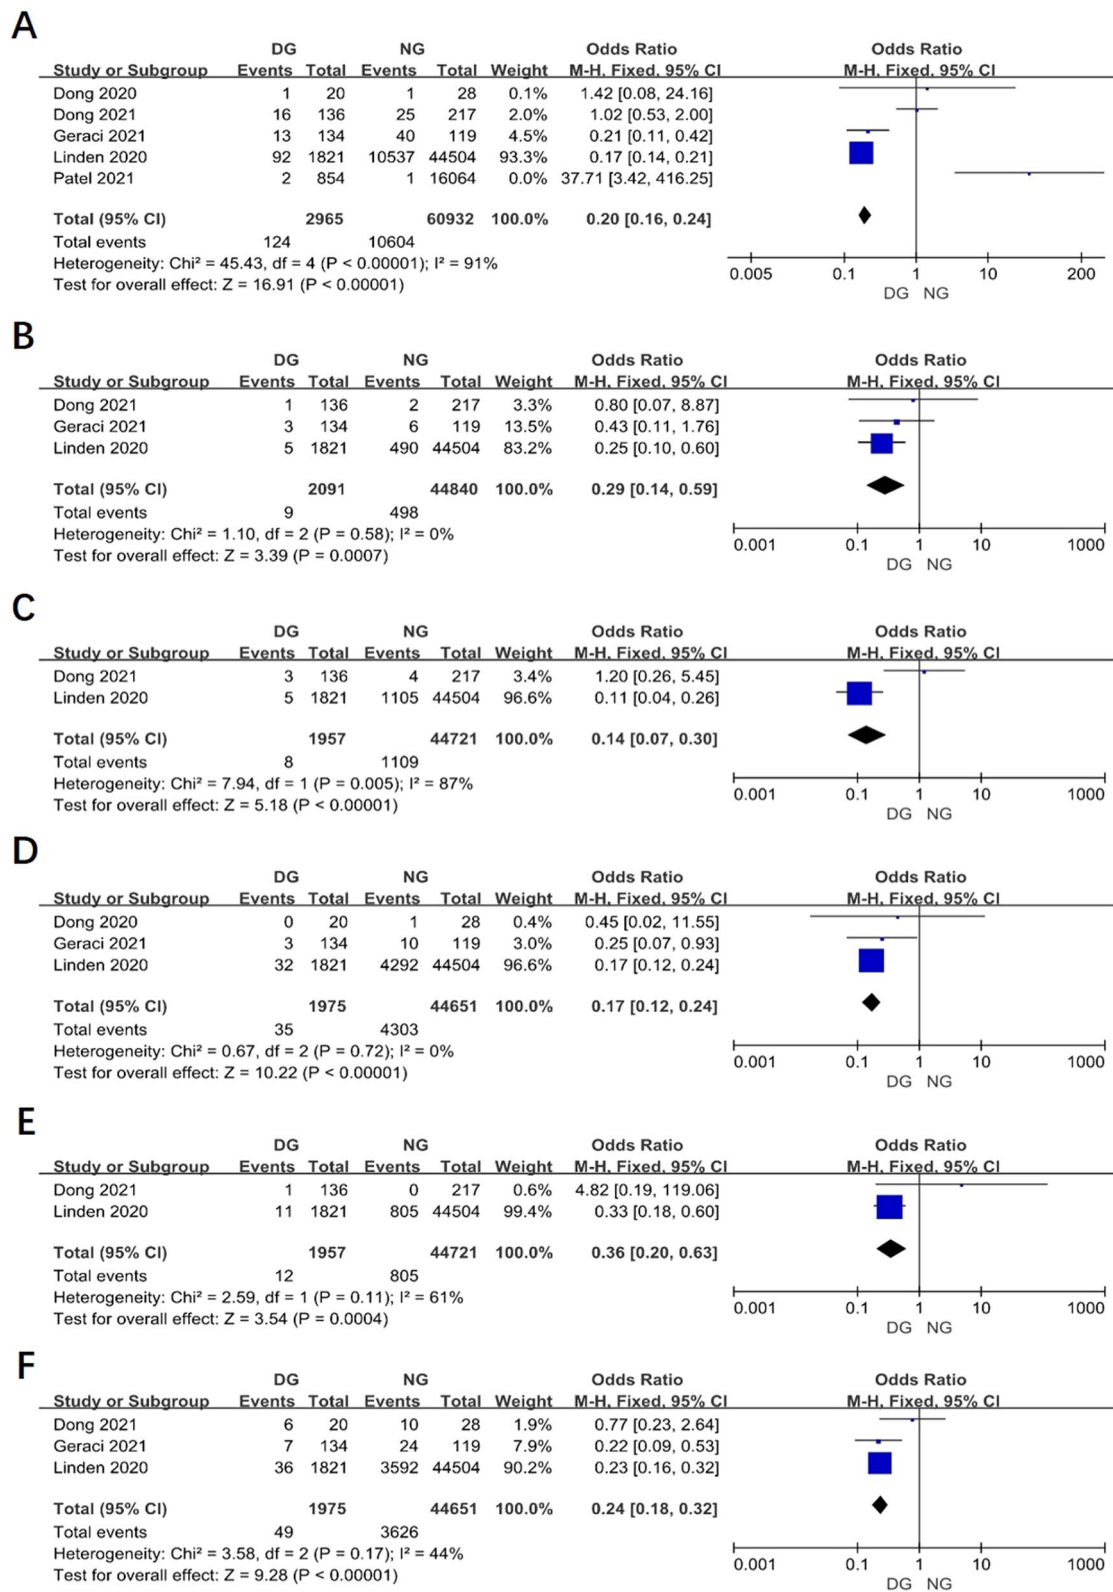 A
DG NG Odds Ratio Odds Ratio
Study or Subgroup Events Total Events Total Weight M-H, Fixed, 95% CI M-H, Fixed, 95% CI
Dong 2020 1 20 1 28 0.1% 1.42 [0.08, 24.16]
Dong 2021 16 136 25 217 2.0% 1.02 [0.53, 2.00]
Geraci 2021 13 134 40 119 4.5% 0.21 [0.11, 0.42]
Linden 2020 92 1821 10537 44504 93.3% 0.17 [0.14, 0.21]
Patel 2021 2 854 1 16064 0.0% 37.71 [3.42, 416.25]
Total (95% CI) 2965 60932 100.0% 0.20 [0.16, 0.24]
Total events 124 10604
Heterogeneity: Chi² = 45.43, df = 4 (P < 0.00001); I² = 91%
Test for overall effect: Z = 16.91 (P < 0.00001)
0.005 0.1 1 10 200
DG NG
B
DG NG Odds Ratio Odds Ratio
Study or Subgroup Events Total Events Total Weight M-H, Fixed, 95% CI M-H, Fixed, 95% CI
Dong 2021 1 136 2 217 3.3% 0.80 [0.07, 8.87]
Geraci 2021 3 134 6 119 13.5% 0.43 [0.11, 1.76]
Linden 2020 5 1821 490 44504 83.2% 0.25 [0.10, 0.60]
Total (95% CI) 2091 44840 100.0% 0.29 [0.14, 0.59]
Total events 9 498
Heterogeneity: Chi² = 1.10, df = 2 (P = 0.58); I² = 0%
Test for overall effect: Z = 3.39 (P = 0.0007)
0.001 0.1 1 10 1000
DG NG
C
DG NG Odds Ratio Odds Ratio
Study or Subgroup Events Total Events Total Weight M-H, Fixed, 95% CI M-H, Fixed, 95% CI
Dong 2021 3 136 4 217 3.4% 1.20 [0.26, 5.45]
Linden 2020 5 1821 1105 44504 96.6% 0.11 [0.04, 0.26]
Total (95% CI) 1957 44721 100.0% 0.14 [0.07, 0.30]
Total events 8 1109
Heterogeneity: Chi² = 7.94, df = 1 (P = 0.005); I² = 87%
Test for overall effect: Z = 5.18 (P < 0.00001)
0.001 0.1 1 10 1000
DG NG
D
DG NG Odds Ratio Odds Ratio
Study or Subgroup Events Total Events Total Weight M-H, Fixed, 95% CI M-H, Fixed, 95% CI
Dong 2020 0 20 1 28 0.4% 0.45 [0.02, 11.55]
Geraci 2021 3 134 10 119 3.0% 0.25 [0.07, 0.93]
Linden 2020 32 1821 4292 44504 96.6% 0.17 [0.12, 0.24]
Total (95% CI) 1975 44651 100.0% 0.17 [0.12, 0.24]
Total events 35 4303
Heterogeneity: Chi² = 0.67, df = 2 (P = 0.72); I² = 0%
Test for overall effect: Z = 10.22 (P < 0.00001)
0.001 0.1 1 10 1000
DG NG
E
DG NG Odds Ratio Odds Ratio
Study or Subgroup Events Total Events Total Weight M-H, Fixed, 95% CI M-H, Fixed, 95% CI
Dong 2021 1 136 0 217 0.6% 4.82 [0.19, 119.06]
Linden 2020 11 1821 805 44504 99.4% 0.33 [0.18, 0.60]
Total (95% CI) 1957 44721 100.0% 0.36 [0.20, 0.63]
Total events 12 805
Heterogeneity: Chi² = 2.59, df = 1 (P = 0.11); I² = 61%
Test for overall effect: Z = 3.54 (P = 0.0004)
0.001 0.1 1 10 1000
DG NG
F
DG NG Odds Ratio Odds Ratio
Study or Subgroup Events Total Events Total Weight M-H, Fixed, 95% CI M-H, Fixed, 95% CI
Dong 2021 6 20 10 28 1.9% 0.77 [0.23, 2.64]
Geraci 2021 7 134 24 119 7.9% 0.22 [0.09, 0.53]
Linden 2020 36 1821 3592 44504 90.2% 0.23 [0.16, 0.32]
Total (95% CI) 1975 44651 100.0% 0.24 [0.18, 0.32]
Total events 49 3626
Heterogeneity: Chi² = 3.58, df = 2 (P = 0.17); I² = 44%
Test for overall effect: Z = 9.28 (P < 0.00001)
0.001 0.1 1 10 1000
DG NG